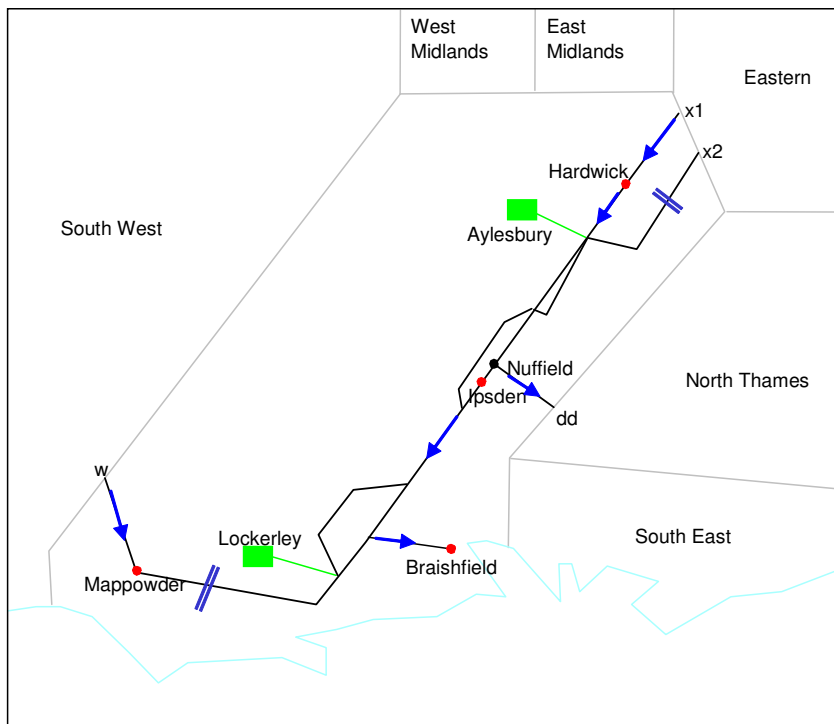 West
Midlands
East
Midlands
Eastern
x1
x2
Hardwick
South West
Aylesbury
Nuffield
Ipsden
North Thames
dd
w
Lockerley
South East
Braishfield
Mappowder